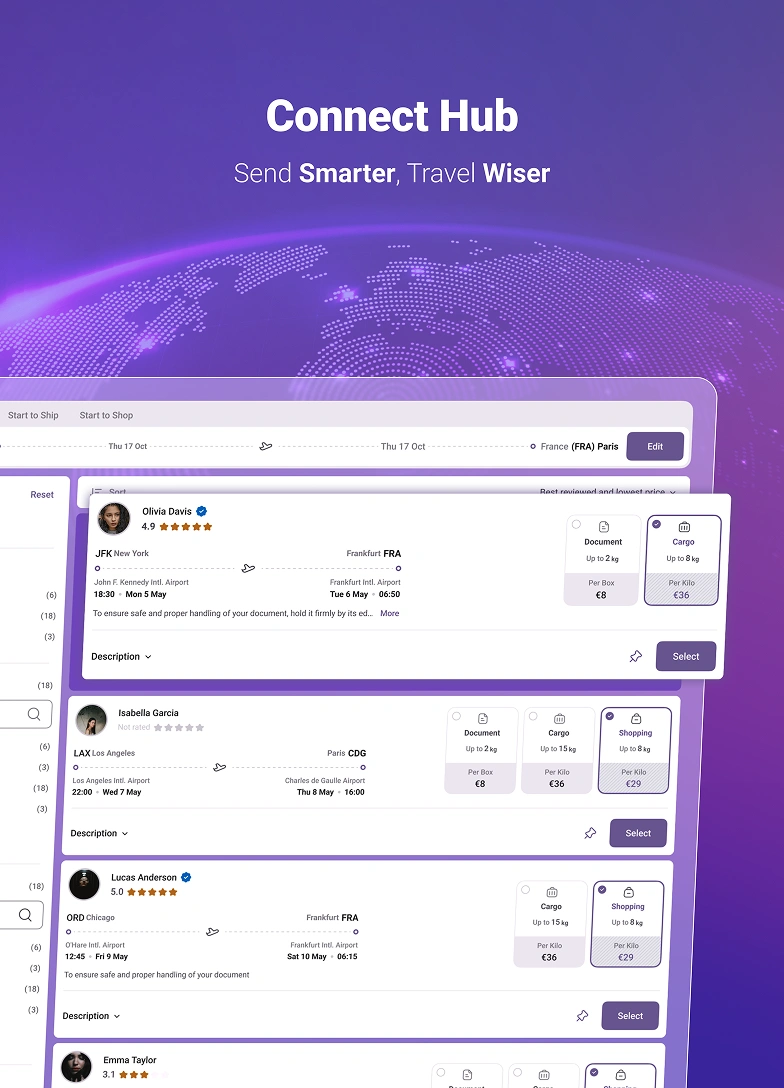 Connect Hub
Send Smarter, Travel Wiser
Start to Ship Start to Shop
Thu 17 Oct Thu 17 Oct France (FRA) Paris Edit
Reset
Sort Best reviewed and lowest price
(6)
(18)
(3)
(18)
(6)
(3)
(18)
(3)
(18)
(6)
(3)
(18)
(3)
Olivia Davis
4.9
JFK New York Frankfurt FRA
John F. Kennedy Intl. Airport Frankfurt Intl. Airport
18:30 • Mon 5 May Tue 6 May • 06:50
To ensure safe and proper handling of your document, hold it firmly by its ed... More
Document Cargo
Up to 2 kg Up to 8 kg
Per Box Per Kilo
€8 €36
Description Select
Isabella Garcia
Not rated
LAX Los Angeles Paris CDG
Los Angeles Intl. Airport Charles de Gaulle Airport
22:00 • Wed 7 May Thu 8 May • 16:00
Document Cargo Shopping
Up to 2 kg Up to 15 kg Up to 8 kg
Per Box Per Kilo Per Kilo
€8 €36 €29
Description Select
Lucas Anderson
5.0
ORD Chicago Frankfurt FRA
O'Hare Intl. Airport Frankfurt Intl. Airport
12:45 • Fri 9 May Sat 10 May • 06:15
To ensure safe and proper handling of your document
Cargo Shopping
Up to 15 kg Up to 8 kg
Per Kilo Per Kilo
€36 €29
Description Select
Emma Taylor
3.1
Document Cargo Shopping